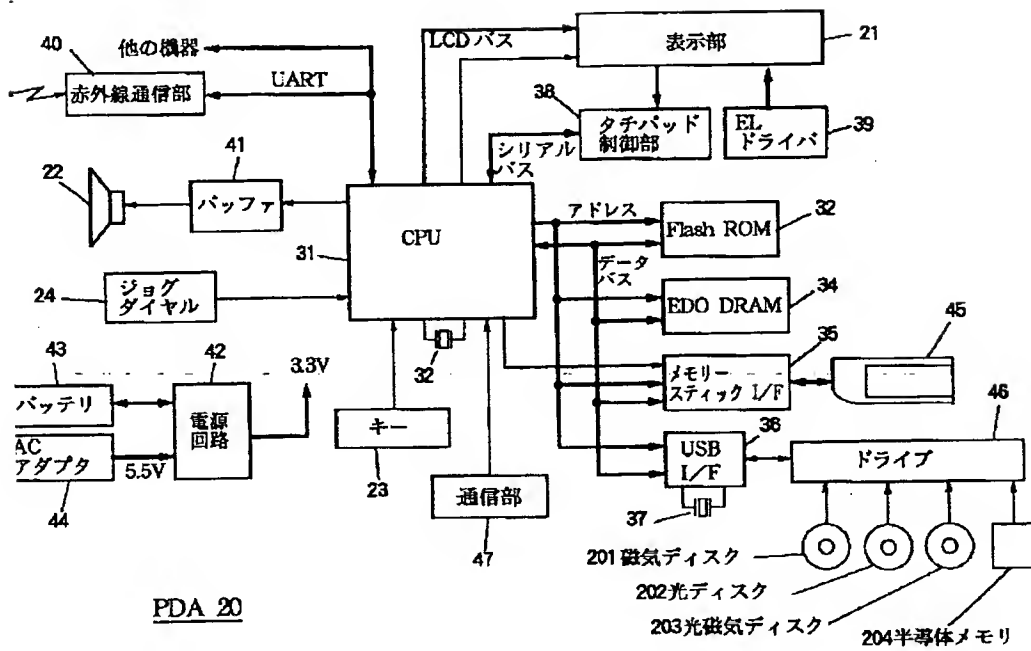 40
他の機器
赤外線通信部
UART
LCDバス
表示部
21
38
タチパッド
制御部
EL
ドライバ
39
シリアル
バス
22
41
バッファ
31
CPU
アドレス
Flash ROM
32
データ
バス
24
ジョグ
ダイヤル
EDO DRAM
34
32
35
メモリー
スティック I/F
45
43
42
3.3V
バッテリ
電源
回路
AC
アダプタ
5.5V
44
キー
23
通信部
47
USB
I/F
36
37
46
ドライブ
201磁気ディスク
202光ディスク
203光磁気ディスク
204半導体メモリ
PDA 20